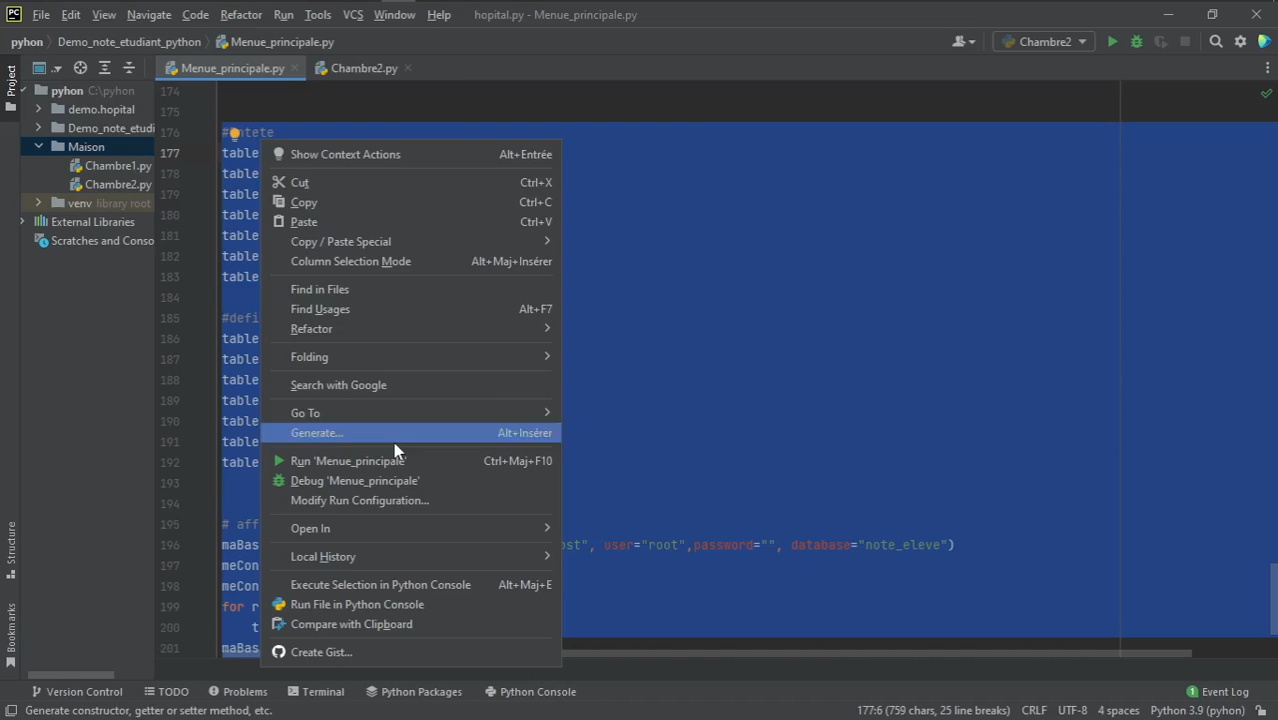 PC File Edit View Navigate Code Refactor Run Tools VCS Window Help hopital.py - Menue_principale.py
pyhon Demo_note_etudiant_python Menue_principale.py Chambre2
Project
Menue_principale.py Chambre2.py
pyhon C:\pyhon
demo.hopital
Demo_note_etudi
Maison
Chambre1.py
Chambre2.py
venv library root
External Libraries
Scratches and Conso
174
175
176
177 table
178 table
179 table
180 table
181 table
182 table
183 table
184
185 #defi
186 table
187 table
188 table
189 table
190 table
191 table
192 table
193
194
195 # aff
196 maBas ost", user="root",password="", database="note_eleve")
197 meCon
198 meCon
199 for r
200 t
201 maBas
Show Context Actions Alt+Entrée
Cut Ctrl+X
Copy Ctrl+C
Paste Ctrl+V
Copy / Paste Special
Column Selection Mode Alt+Maj+Insérer
Find in Files
Find Usages Alt+F7
Refactor
Folding
Search with Google
Go To
Generate... Alt+Insérer
Run 'Menue_principale' Ctrl+Maj+F10
Debug 'Menue_principale'
Modify Run Configuration...
Open In
Local History
Execute Selection in Python Console Alt+Maj+E
Run File in Python Console
Compare with Clipboard
Create Gist...
Structure
Bookmarks
Version Control TODO Problems Terminal Python Packages Python Console 1 Event Log
Generate constructor, getter or setter method, etc. 177:6 (759 chars, 25 line breaks) CRLF UTF-8 4 spaces Python 3.9 (pyhon)